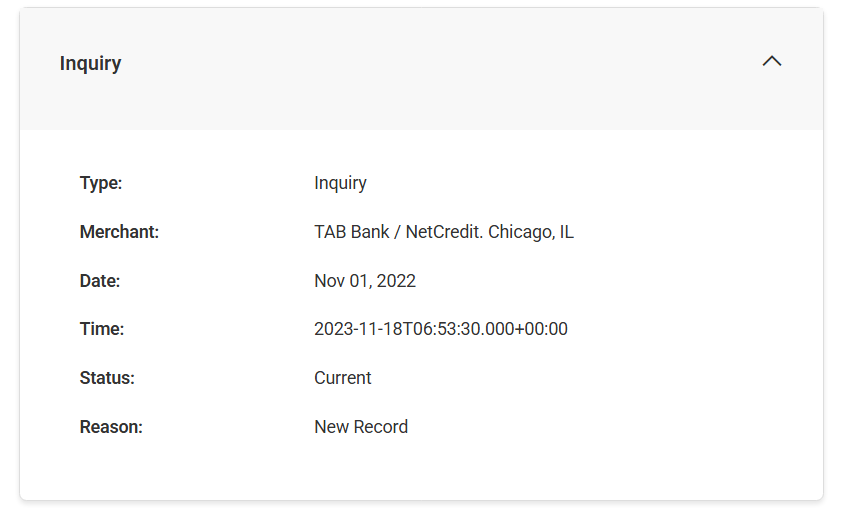 Inquiry
Type: Inquiry
Merchant: TAB Bank / NetCredit. Chicago, IL
Date: Nov 01, 2022
Time: 2023-11-18T06:53:30.000+00:00
Status: Current
Reason: New Record